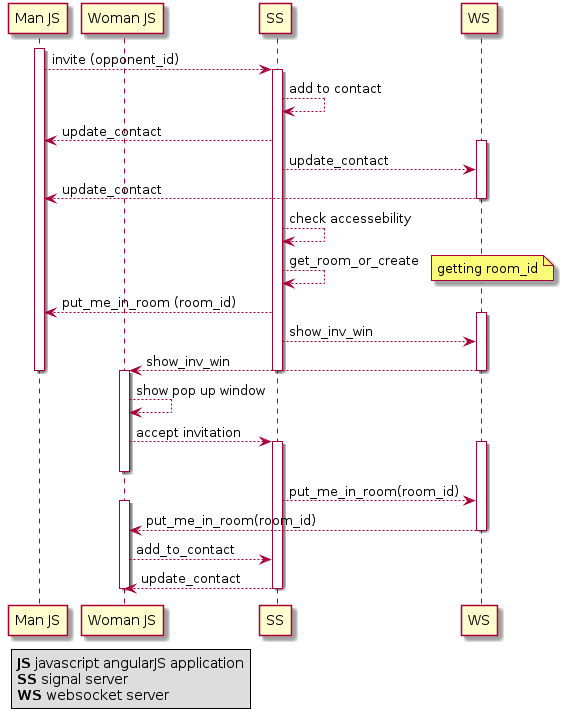 Man JS
Woman JS
SS
WS
invite (opponent_id)
add to contact
update_contact
update_contact
update_contact
check accessebility
get_room_or_create
getting room_id
put_me_in_room (room_id)
show_inv_win
show_inv_win
show pop up window
accept invitation
put_me_in_room(room_id)
put_me_in_room(room_id)
add_to_contact
update_contact
Man JS
Woman JS
SS
WS
JS javascript angularJS application
SS signal server
WS websocket server